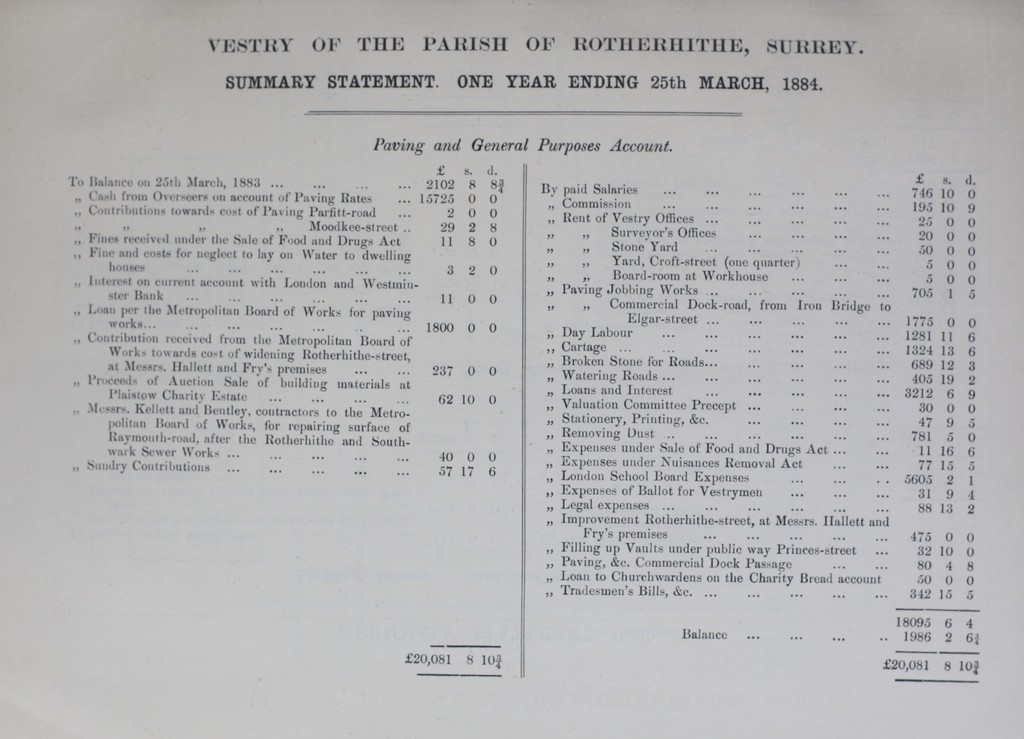 VESTRY OF THE PARISH OF ROTHERHITHE, SURREY.
SUMMARY STATEMENT. ONE YEAR ENDING 25th MARCH, 1884.
Paving and General Purposes Account.
£ s. d.
To Balance on 25th March, 1883 ... ... ... ... 2102 8 8¾
„ Cash from Overseers on account of Paving Rates ... 15725 0 0
„ Contributions towards cost of Paving Parfitt-road ... 2 0 0
„ „ „ „ Moodkee-street .. 29 2 8
„ Fines received under the Sale of Food and Drugs Act 11 8 0
„ Fine and costs for neglect to lay on Water to dwelling
houses ... ... ... ... ... ... 3 2 0
„ Interest on current account with London and Westmin-
ster Bank ... ... ... ... ... ... 11 0 0
„ Loan per the Metropolitan Board of Works for paving
works... ... ... ... ... .. ... 1800 0 0
„ Contribution received from the Metropolitan Board of
Works towards cost of widening Rotherhithe-street,
at Messrs. Hallett and Fry's premises ... ... 237 0 0
„ Proceeds of Auction Sale of building materials at
Plaistow Charity Estate ... ... ... ... 62 10 0
„ Messrs. Kellett and Bentley, contractors to the Metro-
politan Board of Works, for repairing surface of
Raymouth-road, after the Rotherhithe and South-
wark Sewer Works ... ... ... ... ... 40 0 0
„ Sundry Contributions ... ... ... ... ... 57 17 6
£20,081 8 10¾
£ s. d.
By paid Salaries ... ... ... ... ... ... 746 10 0
„ Commission ... ... ... ... ... ... 195 10 9
„ Rent of Vestry Offices ... ... ... ... ... 25 0 0
„ „ Surveyor's Offices ... ... ... ... 20 0 0
„ „ Stone Yard ... ... ... ... ... 50 0 0
„ „ Yard, Croft-street (one quarter) ... ... 5 0 0
„ „ Board-room at Workhouse ... ... ... 5 0 0
„ Paving Jobbing Works ... ... ... ... ... 705 1 5
„ „ Commercial Dock-road, from Iron Bridge to
Elgar-street ... ... ... ... ... 1775 0 0
„ Day Labour ... ... ... ... ... ... 1281 11 6
„ Cartage ... ... ... ... ... ... ... 1324 13 6
„ Broken Stone for Roads... ... ... ... ... 689 12 3
„ Watering Roads ... ... ... ... ... ... 405 19 2
„ Loans and Interest ... ... ... ... ... 3212 6 9
„ Valuation Committee Precept ... ... ... ... 30 0 0
„ Stationery, Printing, &c. ... ... ... ... 47 9 5
„ Removing Dust ... ... ... ... ... ... 781 5 0
„ Expenses under Sale of Food and Drugs Act ... ... 11 16 6
„ Expenses under Nuisances Removal Act ... ... 77 15 5
„ London School Board Expenses ... ... .. 5605 2 1
„ Expenses of Ballot for Vestrymen ... ... ... 31 9 4
„ Legal expenses ... ... ... ... ... ... 88 13 2
„ Improvement Rotherhithe-street, at Messrs. Hallett and
Fry's premises ... ... ... ... ... 475 0 0
„ Filling up Vaults under public way Princes-street ... 32 10 0
„ Paving, &c. Commercial Dock Passage ... ... 80 4 8
„ Loan to Churchwardens on the Charity Bread account 50 0 0
„ Tradesmen's Bills, &c. ... ... ... ... ... 342 15 5
18095 6 4
Balance ... ... ... .. 1986 2 6¾
£20,081 8 10¾